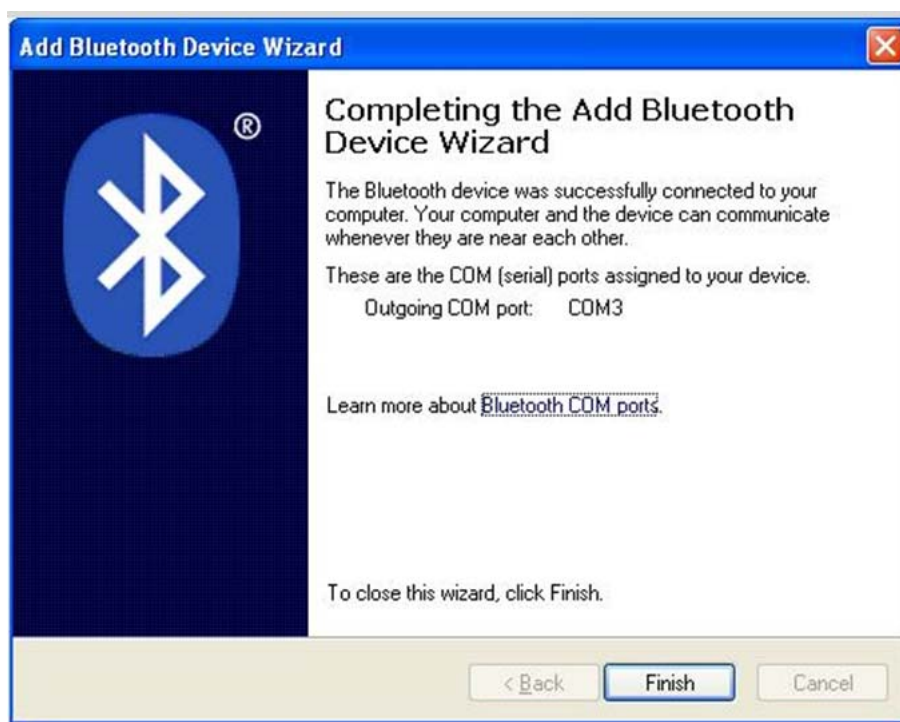 Add Bluetooth Device Wizard
®
Completing the Add Bluetooth
Device Wizard
The Bluetooth device was successfully connected to your
computer. Your computer and the device can communicate
whenever they are near each other.
These are the COM (serial) ports assigned to your device.
Outgoing COM port: COM3
Learn more about Bluetooth COM ports.
To close this wizard, click Finish.
< Back Finish Cancel